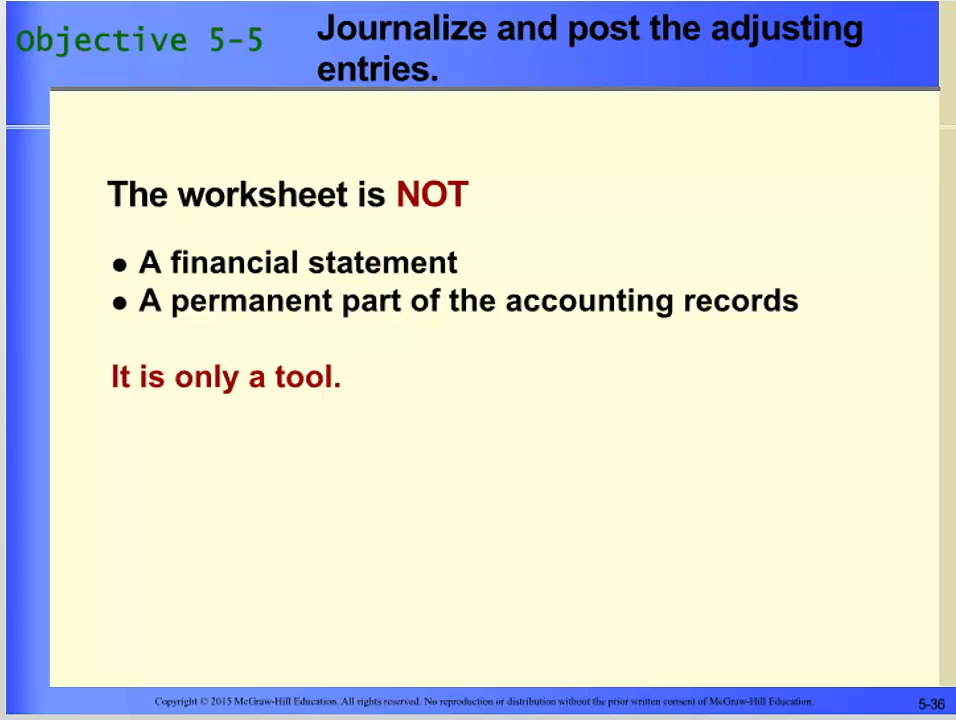 Objective 5-5
Journalize and post the adjusting
entries.
The worksheet is NOT
● A financial statement
● A permanent part of the accounting records
It is only a tool.
Copyright © 2015 McGraw-Hill Education. All rights reserved. No reproduction or distribution without the prior written consent of McGraw-Hill Education.
5-36